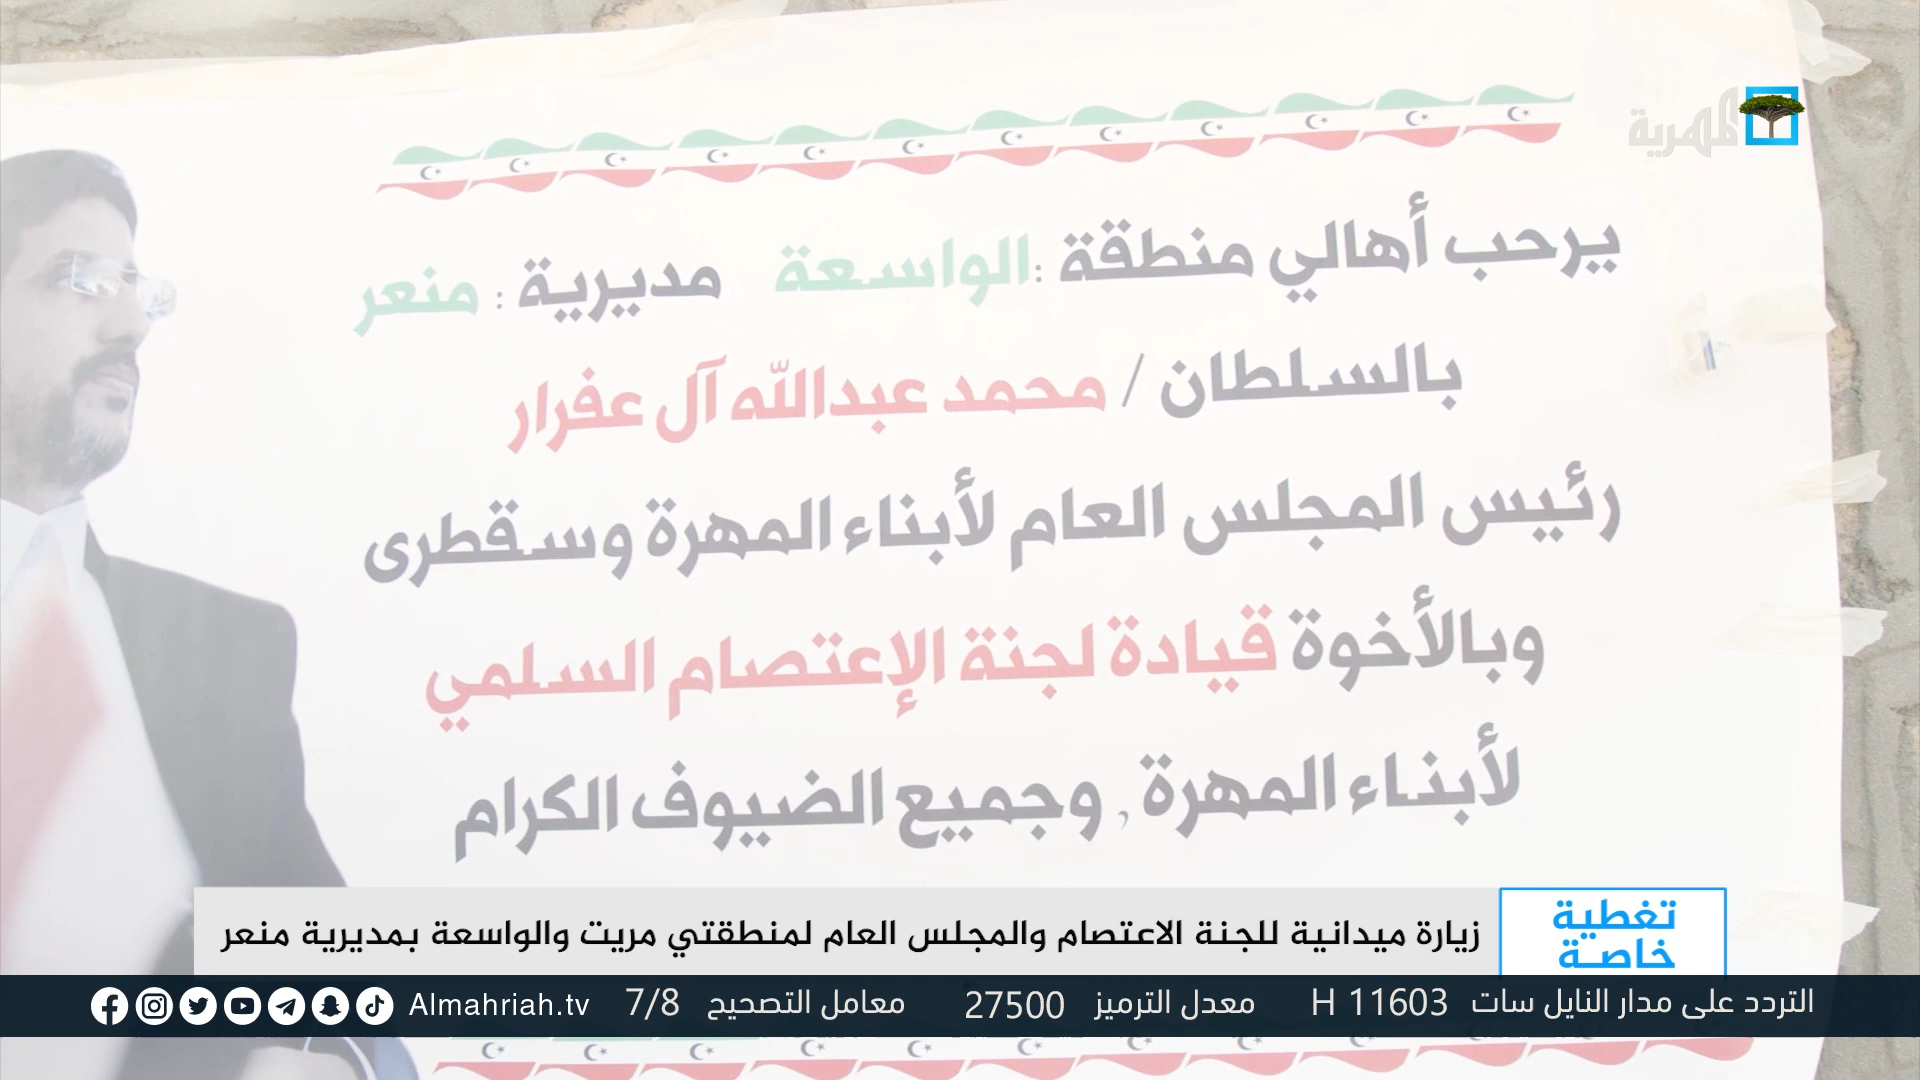 المهرية
يرحب أهالي منطقة :الواسعة مديرية : منعر
بالسلطان / محمد عبدالله آل عفرار
رئيس المجلس العام لأبناء المهرة وسقطرى
وبالأخوة قيادة لجنة الإعتصام السلمي
لأبناء المهرة , وجميع الضيوف الكرام
تغطية
خاصة
زيارة ميدانية للجنة الاعتصام والمجلس العام لمنطقتي مريت والواسعة بمديرية منعر
التردد على مدار النايل سات 11603 H معدل الترميز 27500 معامل التصحيح 7/8 Almahriah.tv